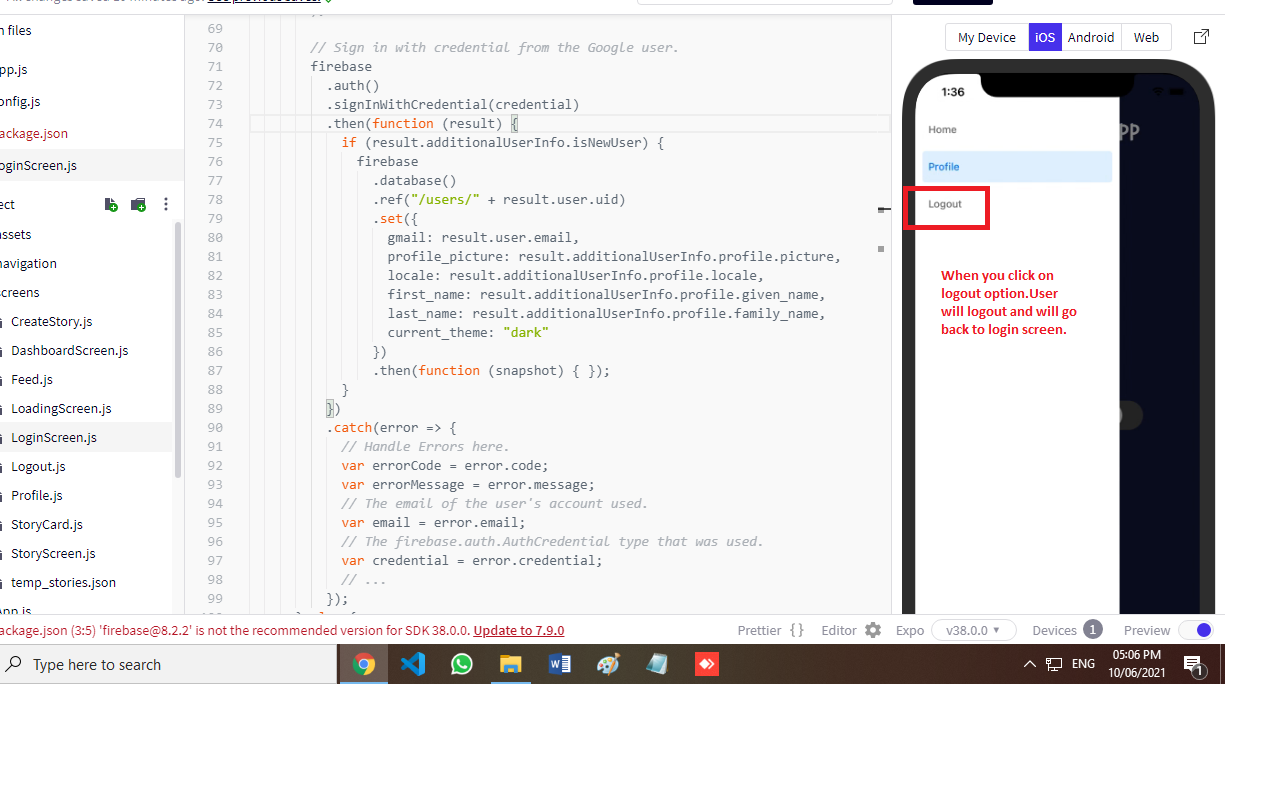 69
70 // Sign in with credential from the Google user.
71 firebase
72 .auth()
73 .signInWithCredential(credential)
74 .then(function (result) {
75 if (result.additionalUserInfo.isNewUser) {
76 firebase
77 .database()
78 .ref("/users/" + result.user.uid)
79 .set({
80 gmail: result.user.email,
81 profile_picture: result.additionalUserInfo.profile.picture,
82 locale: result.additionalUserInfo.profile.locale,
83 first_name: result.additionalUserInfo.profile.given_name,
84 last_name: result.additionalUserInfo.profile.family_name,
85 current_theme: "dark"
86 })
87 .then(function (snapshot) { });
88 }
89 })
90 .catch(error => {
91 // Handle Errors here.
92 var errorCode = error.code;
93 var errorMessage = error.message;
94 // The email of the user's account used.
95 var email = error.email;
96 // The firebase.auth.AuthCredential type that was used.
97 var credential = error.credential;
98 // ...
99 });
n files
pp.js
onfig.js
ackage.json
oginScreen.js
ect
assets
navigation
screens
CreateStory.js
DashboardScreen.js
Feed.js
LoadingScreen.js
LoginScreen.js
Logout.js
Profile.js
StoryCard.js
StoryScreen.js
temp_stories.json
App.js
My Device iOS Android Web
1:36
Home
Profile
Logout
PP
When you click on
logout option.User
will logout and will go
back to login screen.
ackage.json (3:5) 'firebase@8.2.2' is not the recommended version for SDK 38.0.0. Update to 7.9.0
Prettier {} Editor Expo v38.0.0 Devices 1 Preview
Type here to search
ENG
05:06 PM
10/06/2021
1